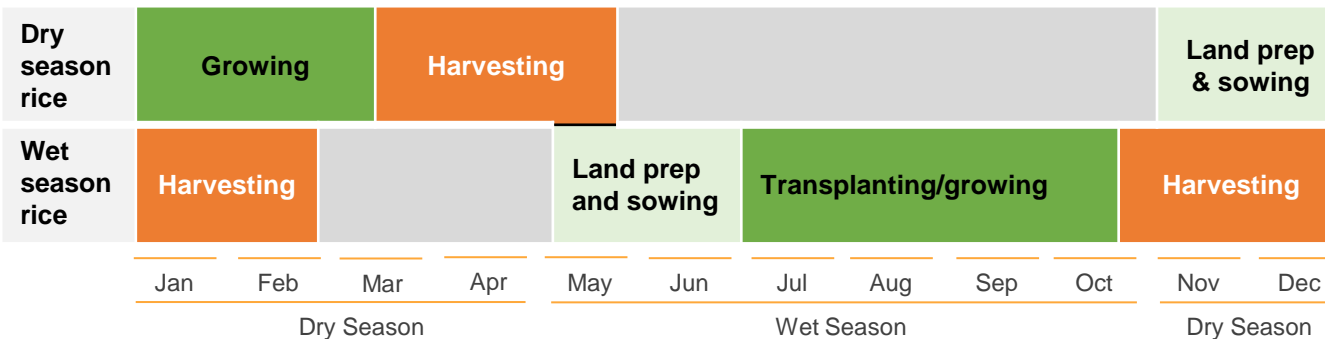 Dry
season
rice
Growing
Harvesting
Land prep
& sowing
Wet
season
rice
Harvesting
Land prep
and sowing
Transplanting/growing
Harvesting
Jan Feb Mar Apr May Jun Jul Aug Sep Oct Nov Dec
Dry Season Wet Season Dry Season